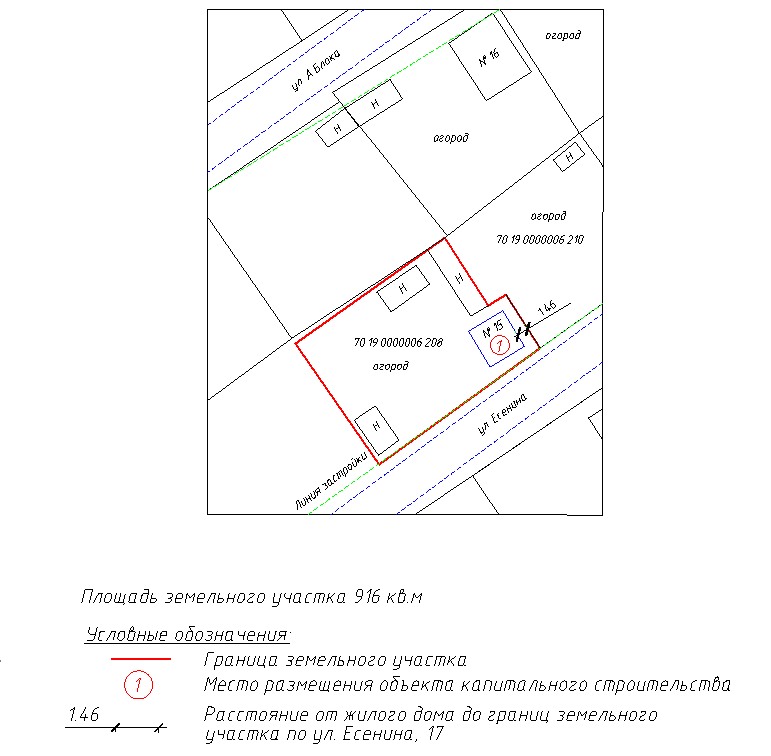 огород
ул. А.Блока
№ 16
Н
Н
огород
Н
огород
70 19 0000006 210
Н
Н
1.46
№ 15
1
70 19 0000006 208
огород
Н
ул. Есенина
Линия застройки
Площадь земельного участка 916 кв.м
Условные обозначения:
Граница земельного участка
1 Место размещения объекта капитального строительства
1.46 Расстояние от жилого дома до границ земельного
участка по ул. Есенина, 17